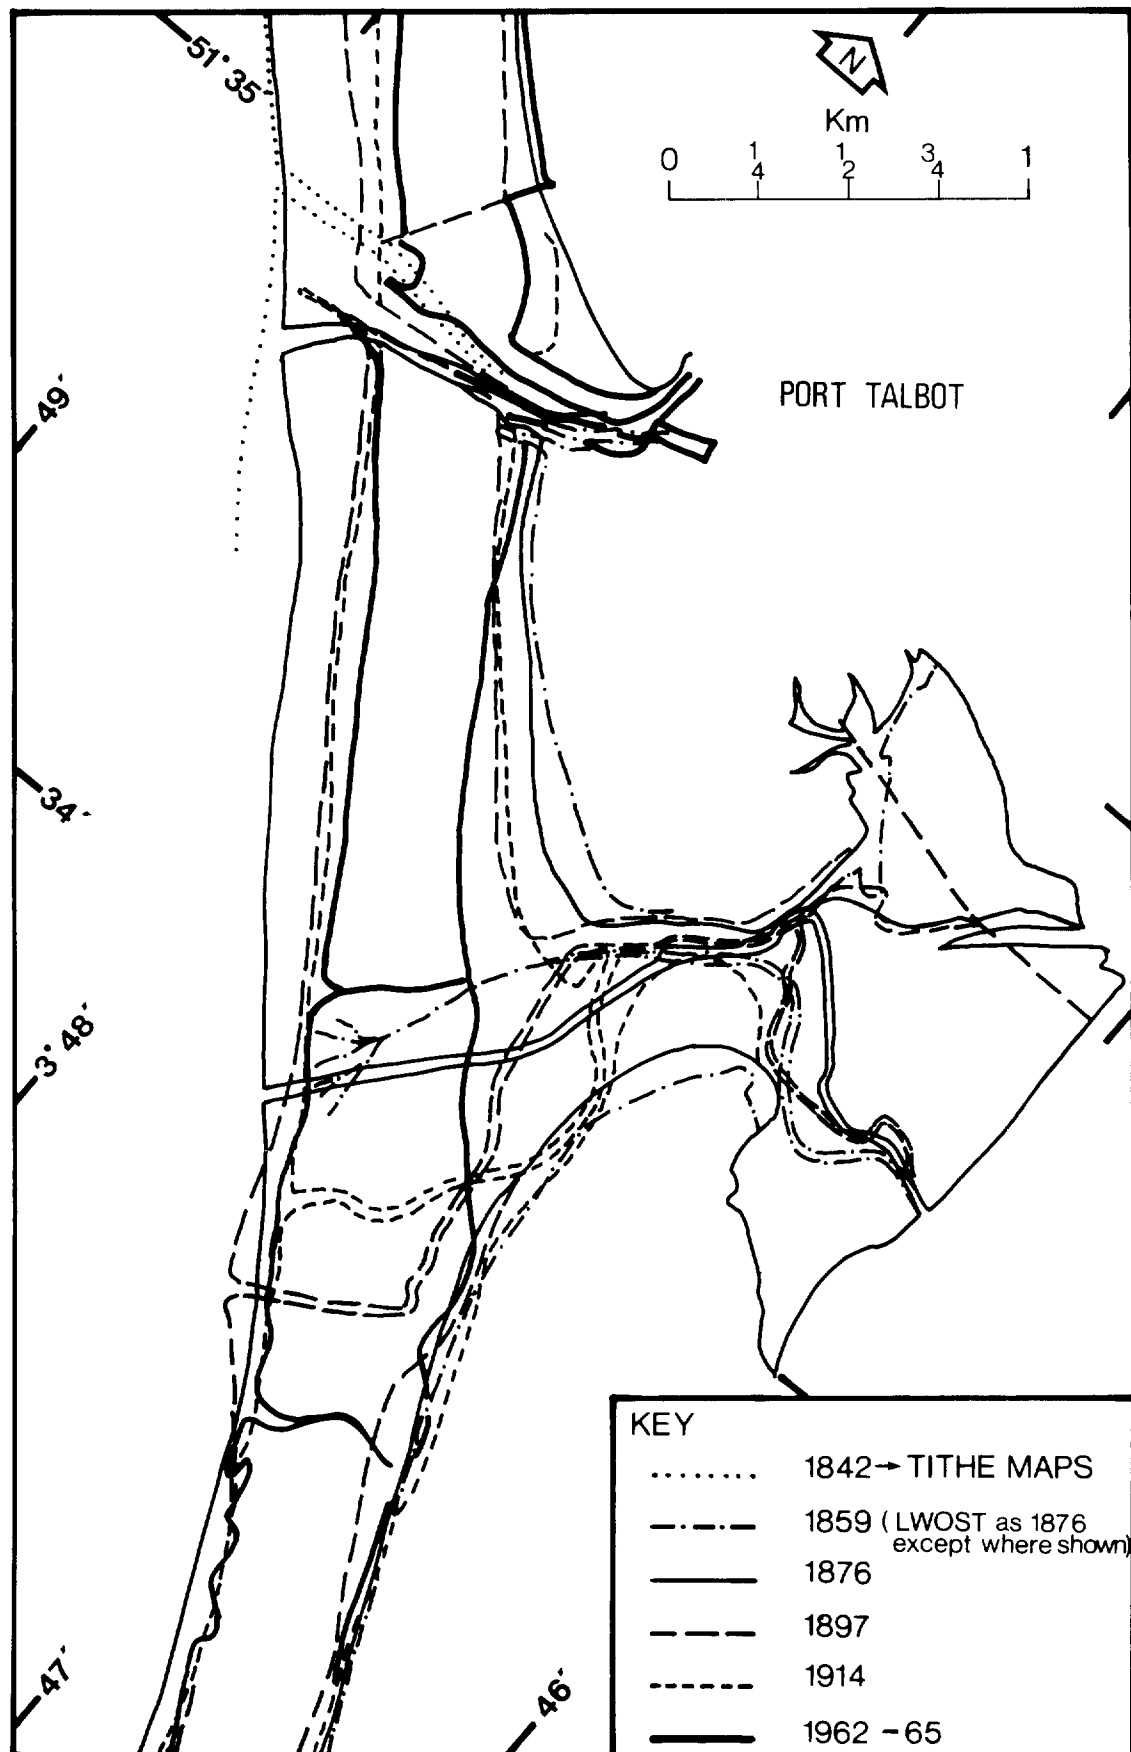 51°35
N
Km
0 1/4 1/2 3/4 1
PORT TALBOT
49'
34'
3°48'
47'
46'
KEY
1842→ TITHE MAPS
1859 (LWOST as 1876
except where shown)
1876
1897
1914
1962 - 65